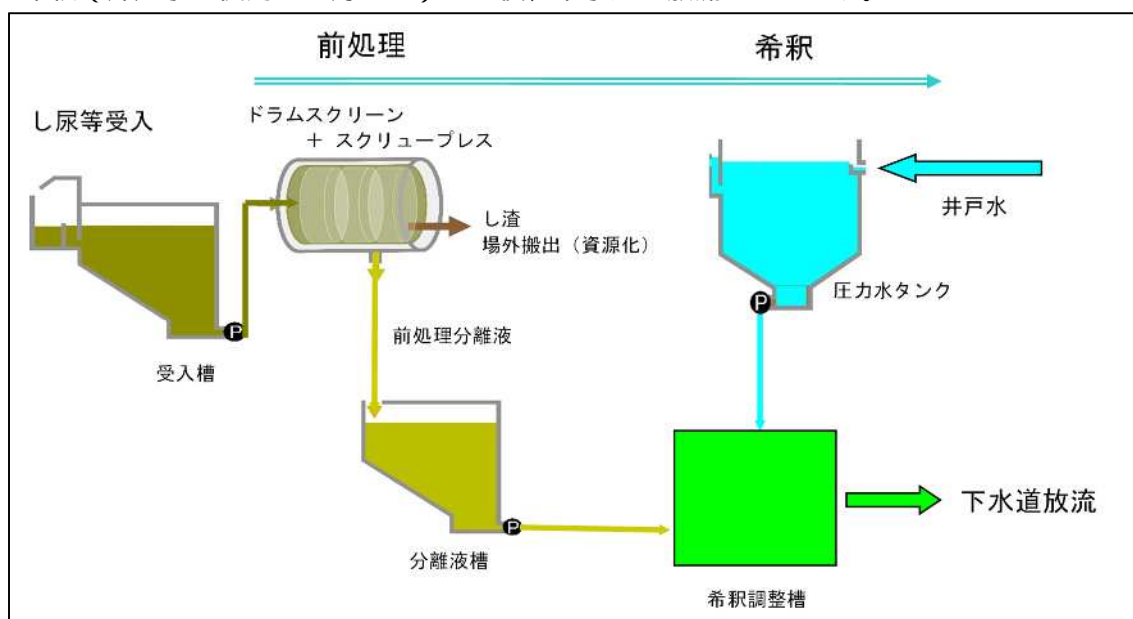 前処理
希釈
し尿等受入
ドラムスクリーン
+ スクリュープレス
し渣
場外搬出（資源化）
井戸水
圧力水タンク
P
P
前処理分離液
受入槽
P
分離液槽
下水道放流
希釈調整槽